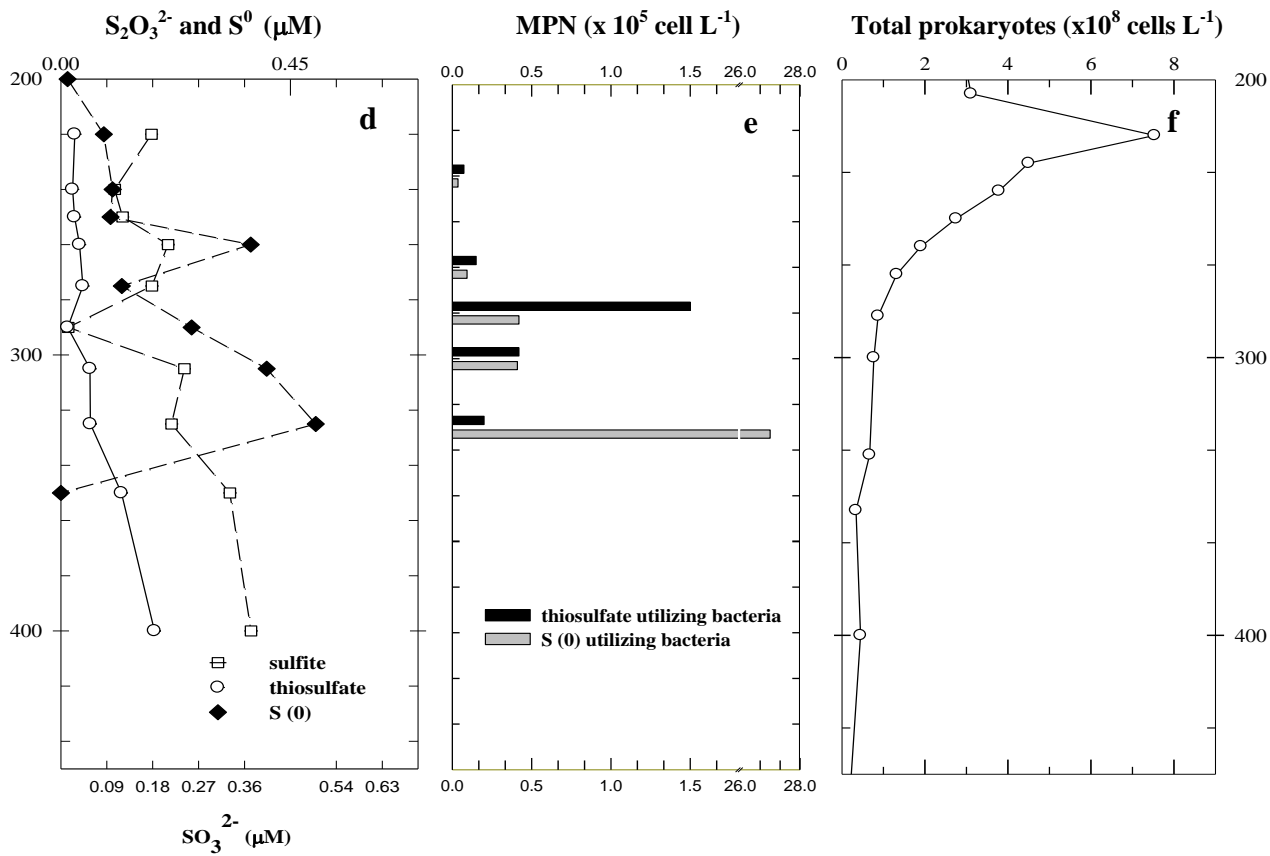 S₂O₃²⁻ and S⁰ (μM)
MPN (x 10⁵ cell L⁻¹)
Total prokaryotes (x10⁸ cells L⁻¹)
0.00 0.45
0.0 0.5 1.0 1.5 26.0 28.0
0 2 4 6 8
200
200
d
e
f
300
300
400
400
sulfite
thiosulfate
S (0)
thiosulfate utilizing bacteria
S (0) utilizing bacteria
0.09 0.18 0.27 0.36 0.54 0.63
0.0 0.5 1.0 1.5 26.0 28.0
SO₃²⁻ (μM)